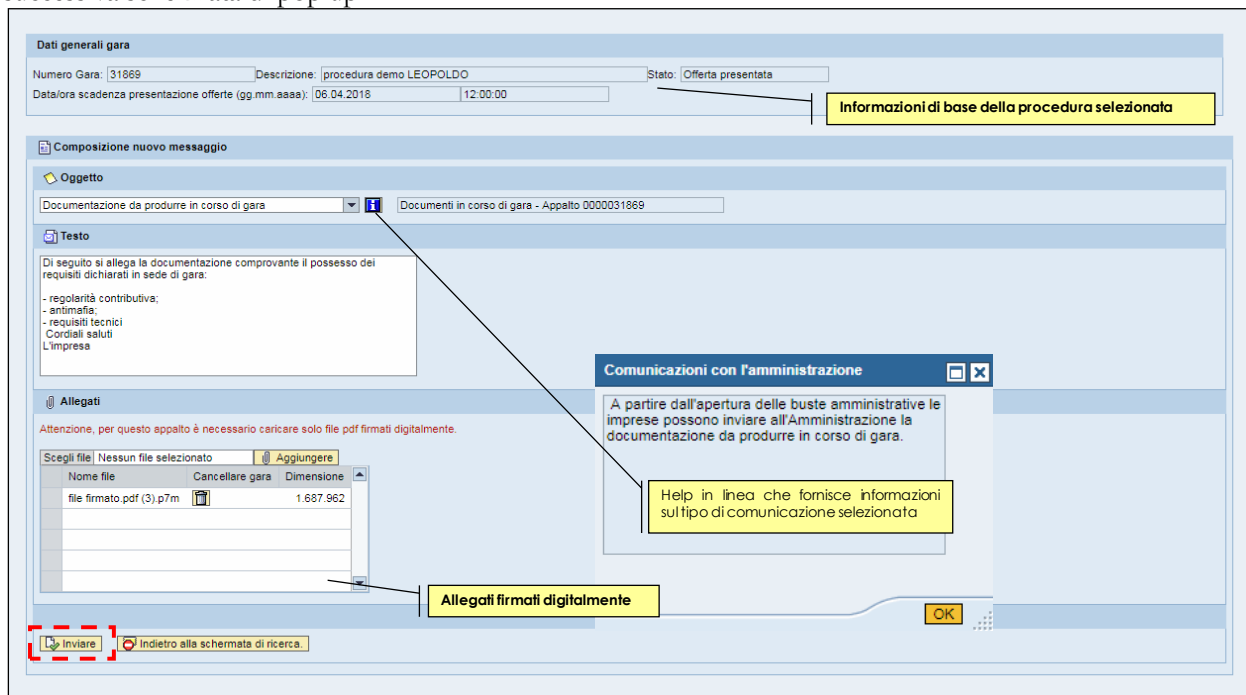 Dati generali gara
Numero Gara: 31869 Descrizione: procedura demo LEOPOLDO Stato: Offerta presentata
Data/ora scadenza presentazione offerte (gg.mm.aaaa): 06.04.2018 12:00:00
Informazioni di base della procedura selezionata
Composizione nuovo messaggio
Oggetto
Documentazione da produrre in corso di gara Documenti in corso di gara - Appalto 0000031869
Testo
Di seguito si allega la documentazione comprovante il possesso dei
requisiti dichiarati in sede di gara:
- regolarità contributiva;
- antimafia;
- requisiti tecnici
Cordiali saluti
L'impresa
Comunicazioni con l'amministrazione
A partire dall'apertura delle buste amministrative le
imprese possono inviare all'Amministrazione la
documentazione da produrre in corso di gara.
Help in linea che fornisce informazioni
sul tipo di comunicazione selezionata
OK
Allegati
Attenzione, per questo appalto è necessario caricare solo file pdf firmati digitalmente.
Scegli file Nessun file selezionato Aggiungere
Nome file Cancellare gara Dimensione
file firmato.pdf (3).p7m 1.687.962
Allegati firmati digitalmente
Inviare Indietro alla schermata di ricerca.